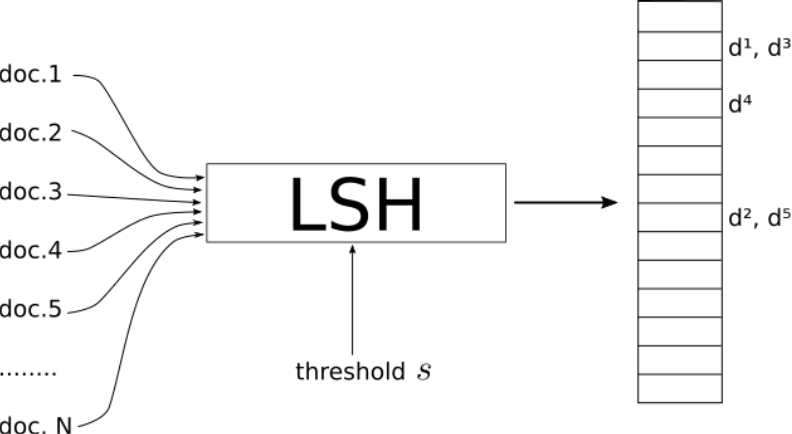 doc.1
doc.2
doc.3
doc.4
doc.5
........
doc. N
LSH
threshold s
d¹, d³
d⁴
d², d⁵